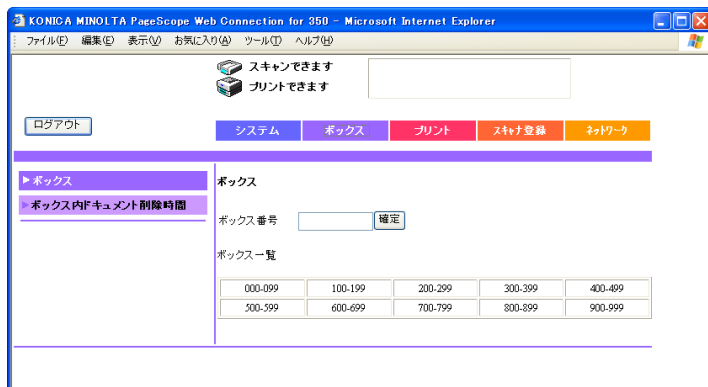 KONICA MINOLTA PageScope Web Connection for 350 - Microsoft Internet Explorer
ファイル(F) 編集(E) 表示(V) お気に入り(A) ツール(T) ヘルプ(H)
スキャンできます
プリントできます
ログアウト
システム ボックス プリント スキャナ登録 ネットワーク
ボックス
ボックス内ドキュメント削除時間
ボックス
ボックス番号 確定
ボックス一覧
000-099 100-199 200-299 300-399 400-499
500-599 600-699 700-799 800-899 900-999